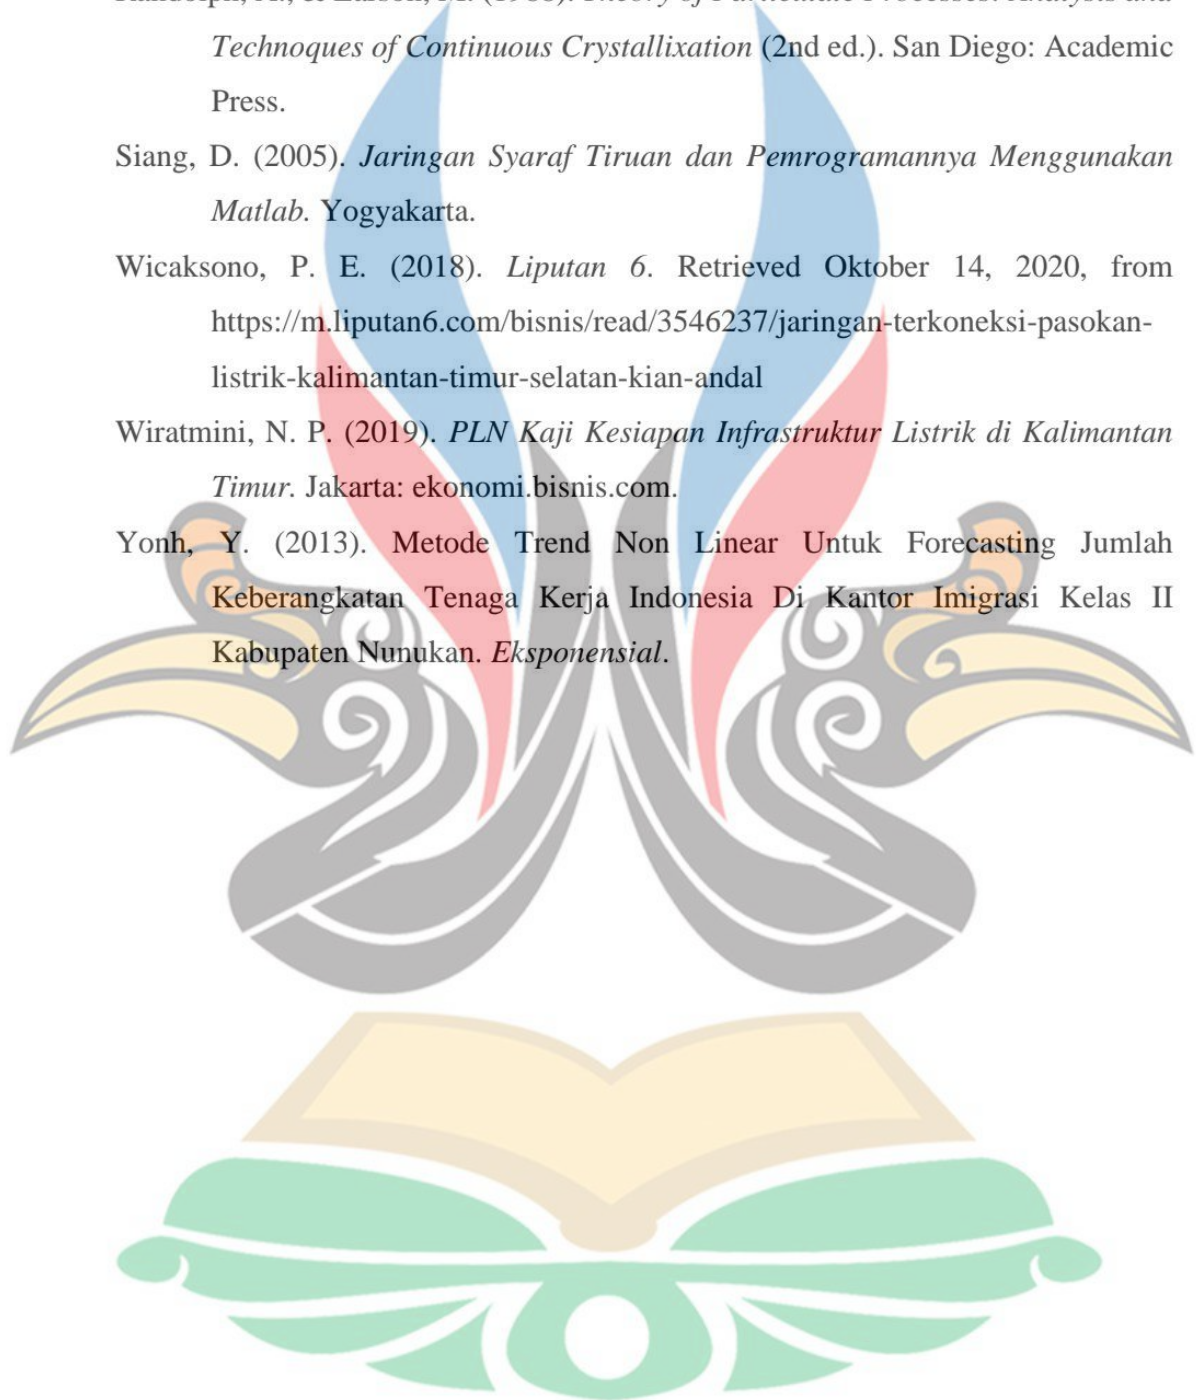 Technoques of Continuous Crystallixation (2nd ed.). San Diego: Academic
Press.
Siang, D. (2005). Jaringan Syaraf Tiruan dan Pemrogramannya Menggunakan
Matlab. Yogyakarta.
Wicaksono, P. E. (2018). Liputan 6. Retrieved Oktober 14, 2020, from
https://m.liputan6.com/bisnis/read/3546237/jaringan-terkoneksi-pasokan-
listrik-kalimantan-timur-selatan-kian-andal
Wiratmini, N. P. (2019). PLN Kaji Kesiapan Infrastruktur Listrik di Kalimantan
Timur. Jakarta: ekonomi.bisnis.com.
Yonh, Y. (2013). Metode Trend Non Linear Untuk Forecasting Jumlah
Keberangkatan Tenaga Kerja Indonesia Di Kantor Imigrasi Kelas II
Kabupaten Nunukan. Eksponensial.